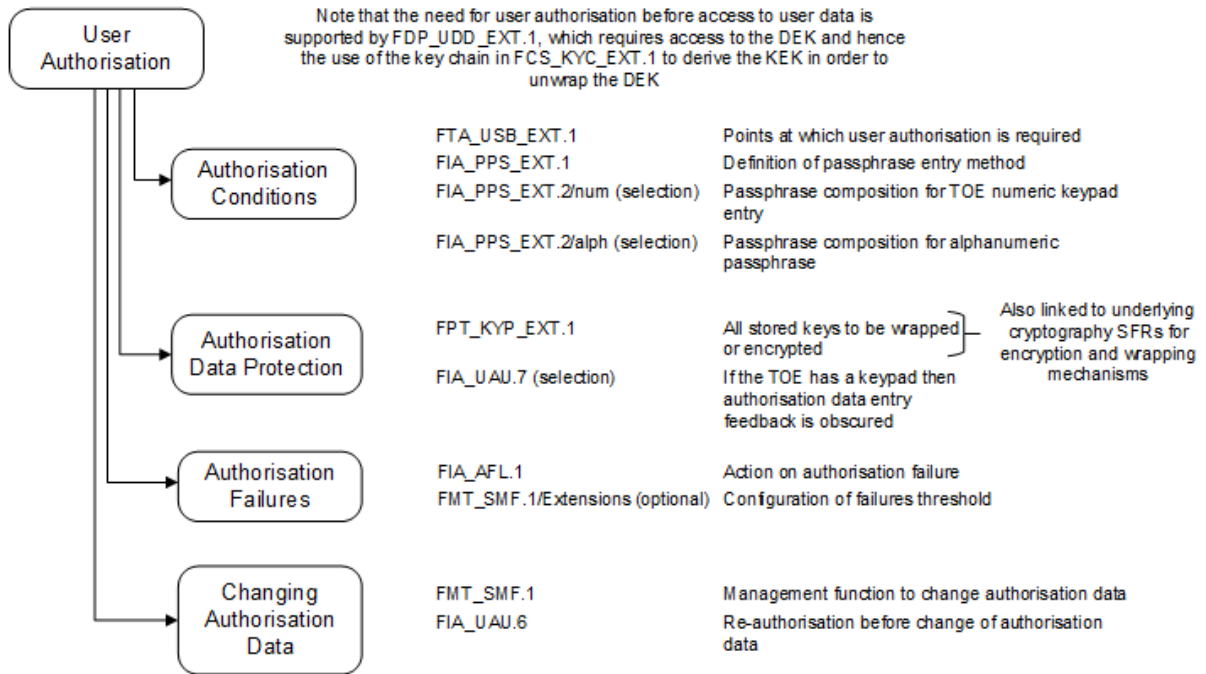 User
Authorisation
Note that the need for user authorisation before access to user data is
supported by FDP_UDD_EXT.1, which requires access to the DEK and hence
the use of the key chain in FCS_KYC_EXT.1 to derive the KEK in order to
unwrap the DEK
Authorisation
Conditions
FTA_USB_EXT.1 Points at which user authorisation is required
FIA_PPS_EXT.1 Definition of passphrase entry method
FIA_PPS_EXT.2/num (selection) Passphrase composition for TOE numeric keypad
entry
FIA_PPS_EXT.2/alph (selection) Passphrase composition for alphanumeric
passphrase
Authorisation
Data Protection
FPT_KYP_EXT.1 All stored keys to be wrapped
or encrypted
Also linked to underlying
cryptography SFRs for
encryption and wrapping
mechanisms
FIA_UAU.7 (selection) If the TOE has a keypad then
authorisation data entry
feedback is obscured
Authorisation
Failures
FIA_AFL.1 Action on authorisation failure
FMT_SMF.1/Extensions (optional) Configuration of failures threshold
Changing
Authorisation
Data
FMT_SMF.1 Management function to change authorisation data
FIA_UAU.6 Re-authorisation before change of authorisation
data